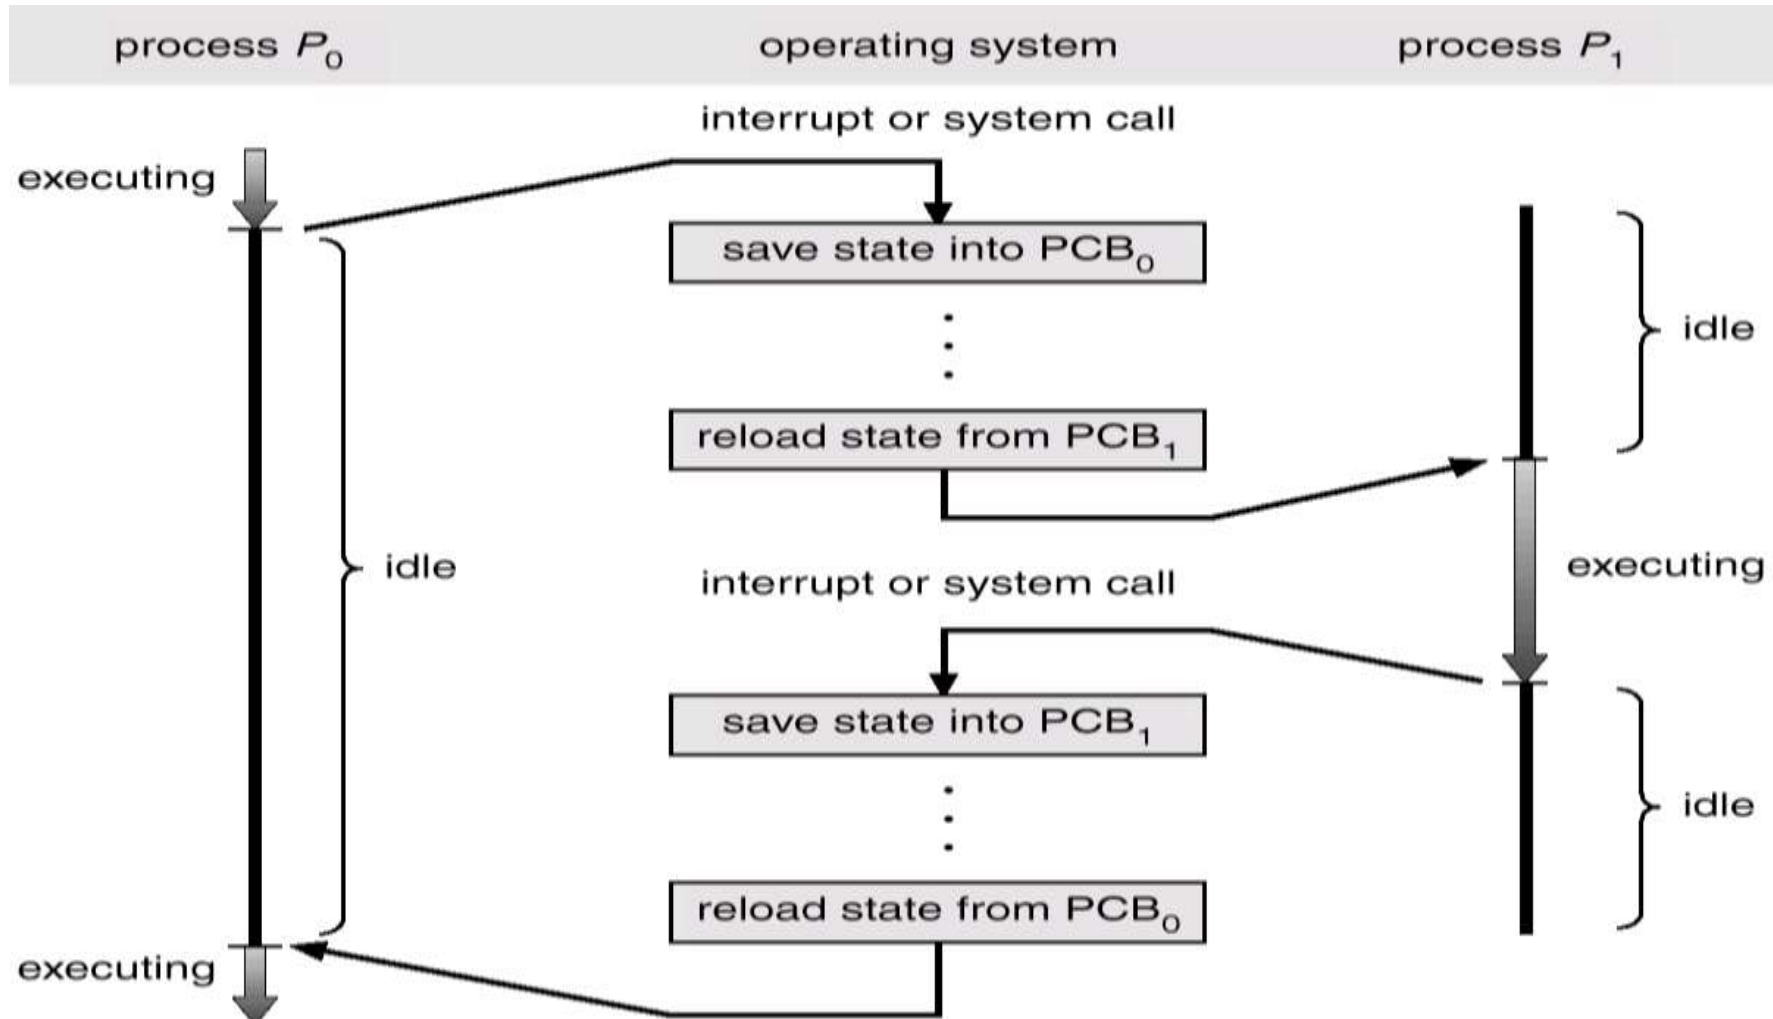 process P0
operating system
process P1
interrupt or system call
executing
save state into PCB0
idle
reload state from PCB1
idle
interrupt or system call
executing
save state into PCB1
idle
reload state from PCB0
executing